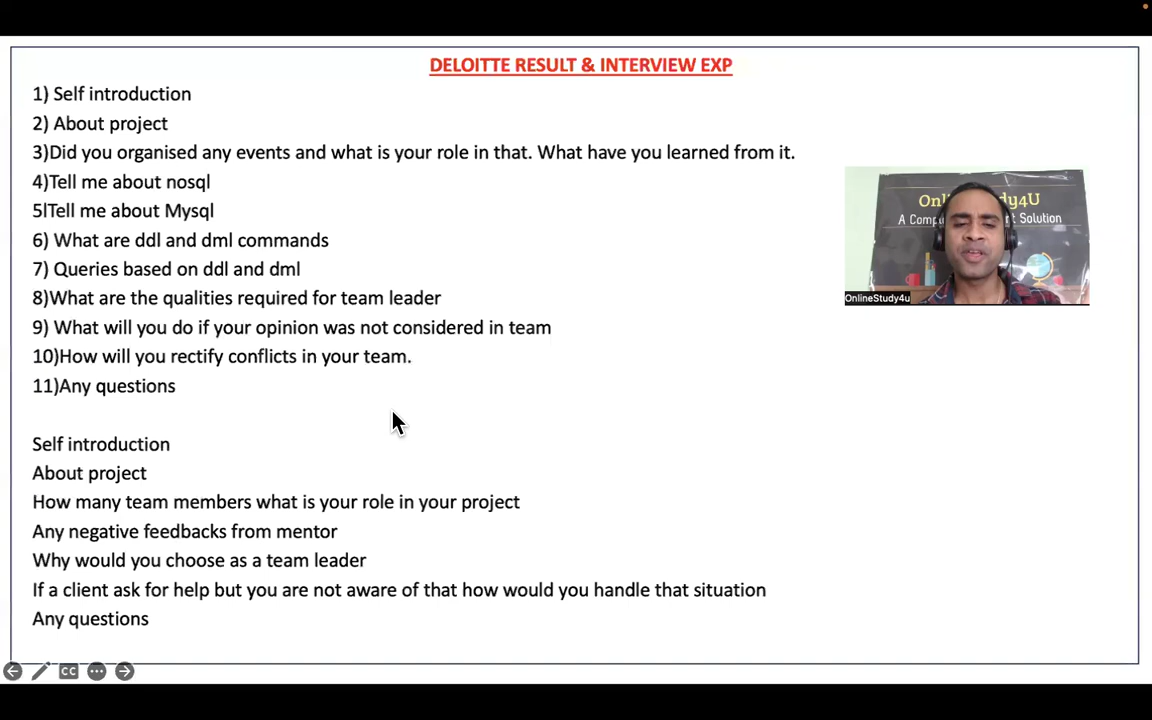 DELOITTE RESULT & INTERVIEW EXP
1) Self introduction
2) About project
3)Did you organised any events and what is your role in that. What have you learned from it.
4)Tell me about nosql
5lTell me about Mysql
6) What are ddl and dml commands
7) Queries based on ddl and dml
8)What are the qualities required for team leader
9) What will you do if your opinion was not considered in team
10)How will you rectify conflicts in your team.
11)Any questions
Self introduction
About project
How many team members what is your role in your project
Any negative feedbacks from mentor
Why would you choose as a team leader
If a client ask for help but you are not aware of that how would you handle that situation
Any questions
A Comp
Solution
OnlineStudy4u
CC